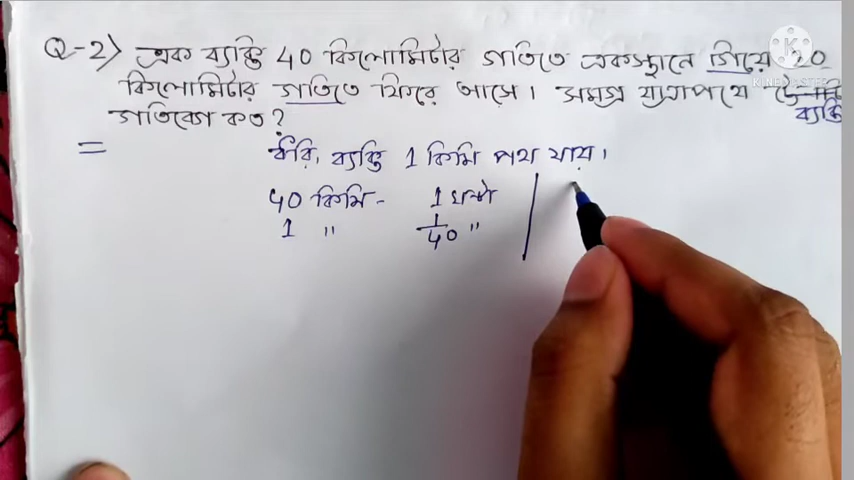 Q-2) এক ব্যক্তি 40 কিলোমিটার গতিতে একস্থানে গিয়ে 20
কিলোমিটার গতিতে ফিরে আসে। সমগ্র যাত্রাপথে
ব্যক্তি
গতিবেগ কত?
= ধরি, ব্যক্তি 1 কিমি পথ যায়।
40 কিমি - 1 ঘন্টা
1 " 1/40 "